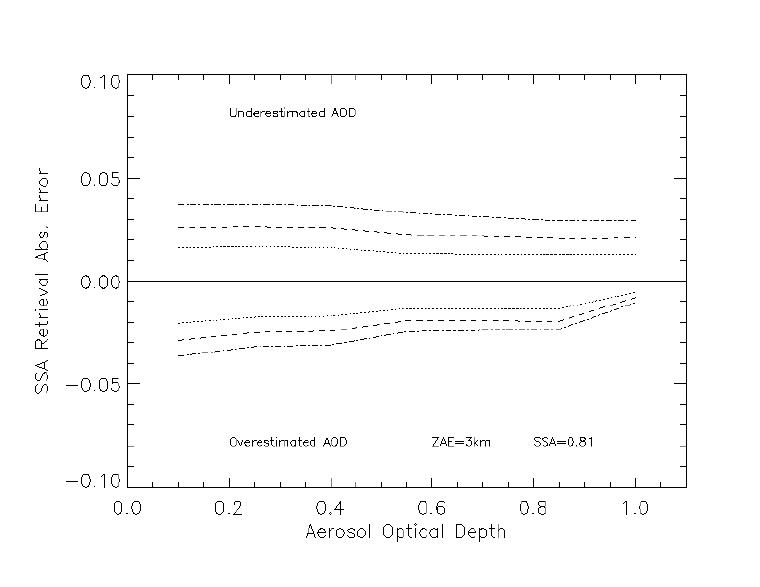 0.10
Underestimated AOD
0.05
SSA Retrieval Abs. Error
0.00
−0.05
Overestimated AOD ZAE=3km SSA=0.81
−0.10
0.0 0.2 0.4 0.6 0.8 1.0
Aerosol Optical Depth